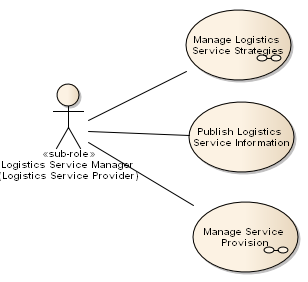 Manage Logistics
Service Strategies
Publish Logistics
Service Information
«sub-role»
Logistics Service Manager
(Logistics Service Provider)
Manage Service
Provision